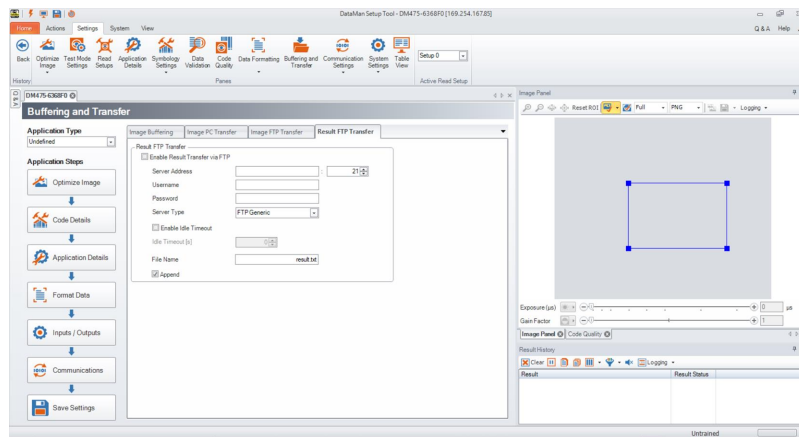 DataMan Setup Tool - DM475-6368F0 [169.254.167.85]
Home Actions Settings System View Q & A Help
Back Optimize Image Test Mode Settings Read Setups Application Details Symbology Settings Data Validation Code Quality Data Formatting Buffering and Transfer Communication Settings System Settings Table View Setup 0
History Panes Active Read Setup
DM475-6368F0
Buffering and Transfer
Application Type
Undefined
Application Steps
Optimize Image
Code Details
Application Details
Format Data
Inputs / Outputs
Communications
Save Settings
Image Buffering Image PC Transfer Image FTP Transfer Result FTP Transfer
Result FTP Transfer
Enable Result Transfer via FTP
Server Address : 21
Username
Password
Server Type FTP Generic
Enable Idle Timeout
Idle Timeout [s] 0
File Name result.txt
Append
Image Panel
Reset ROI Full PNG Logging
Exposure (µs) 0 µs
Gain Factor 1
Image Panel Code Quality
Result History
Clear Logging
Result Result Status
Untrained